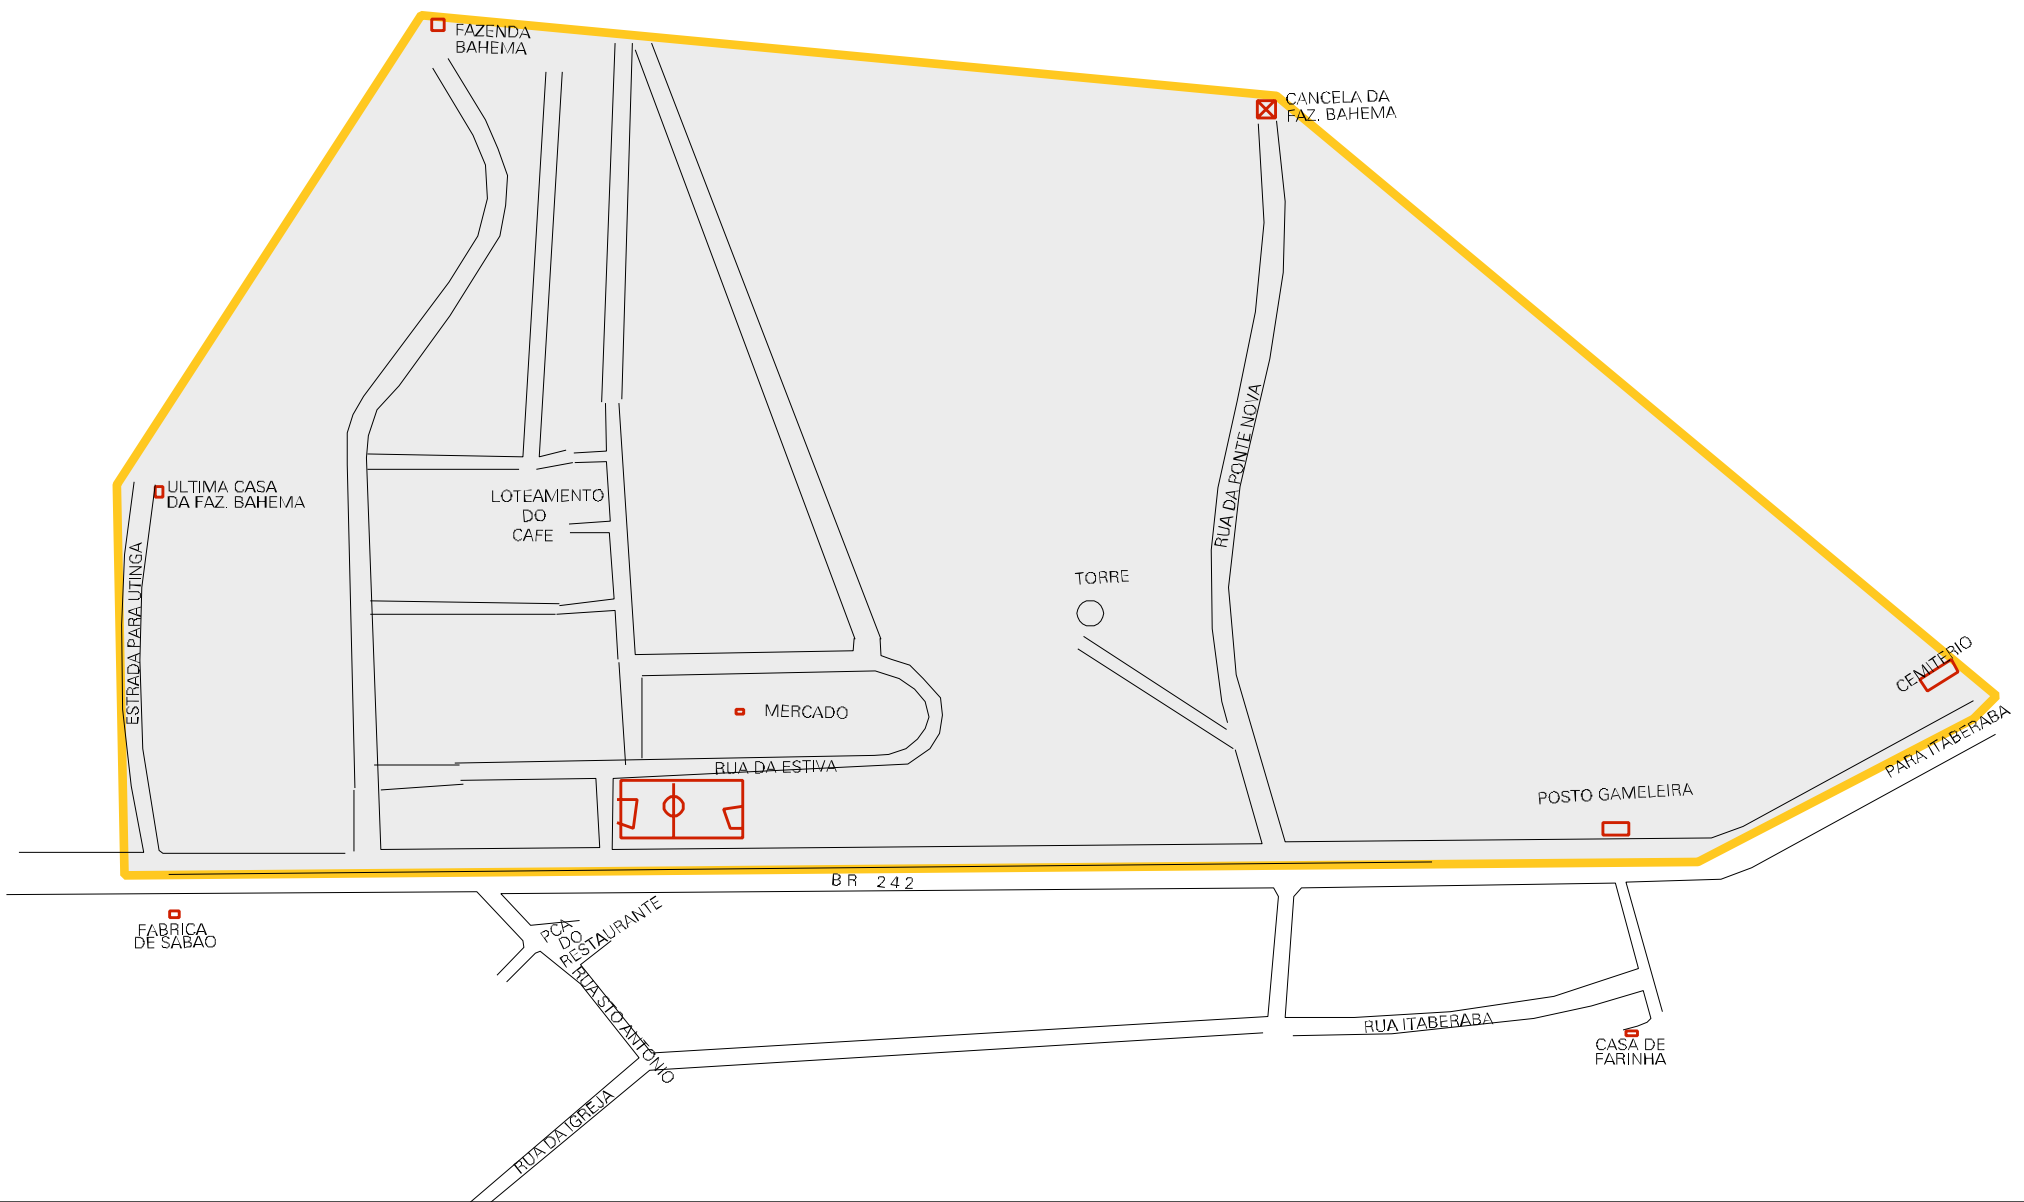 FAZENDA
BAHEMA
CANCELA DA
FAZ. BAHEMA
RUA DA PONTE NOVA
ULTIMA CASA
DA FAZ. BAHEMA
LOTEAMENTO
DO
CAFE
ESTRADA PARA UTINGA
TORRE
CEMITERIO
MERCADO
PARA ITABERABA
RUA DA ESTIVA
POSTO GAMELEIRA
BR 242
FABRICA
DE SABAO
PCA
DO
RESTAURANTE
RUA STO ANTONIO
RUA ITABERABA
CASA DE
FARINHA
RUA DA IGREJA